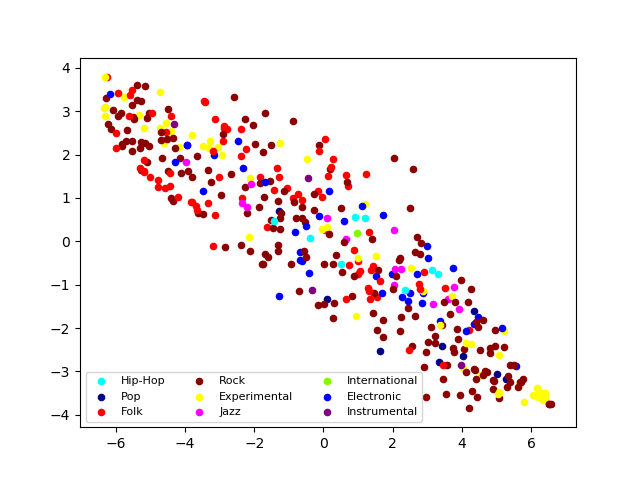 4
3
2
1
0
−1
−2
−3
−4
Hip-Hop Rock International
Pop Experimental Electronic
Folk Jazz Instrumental
−6 −4 −2 0 2 4 6